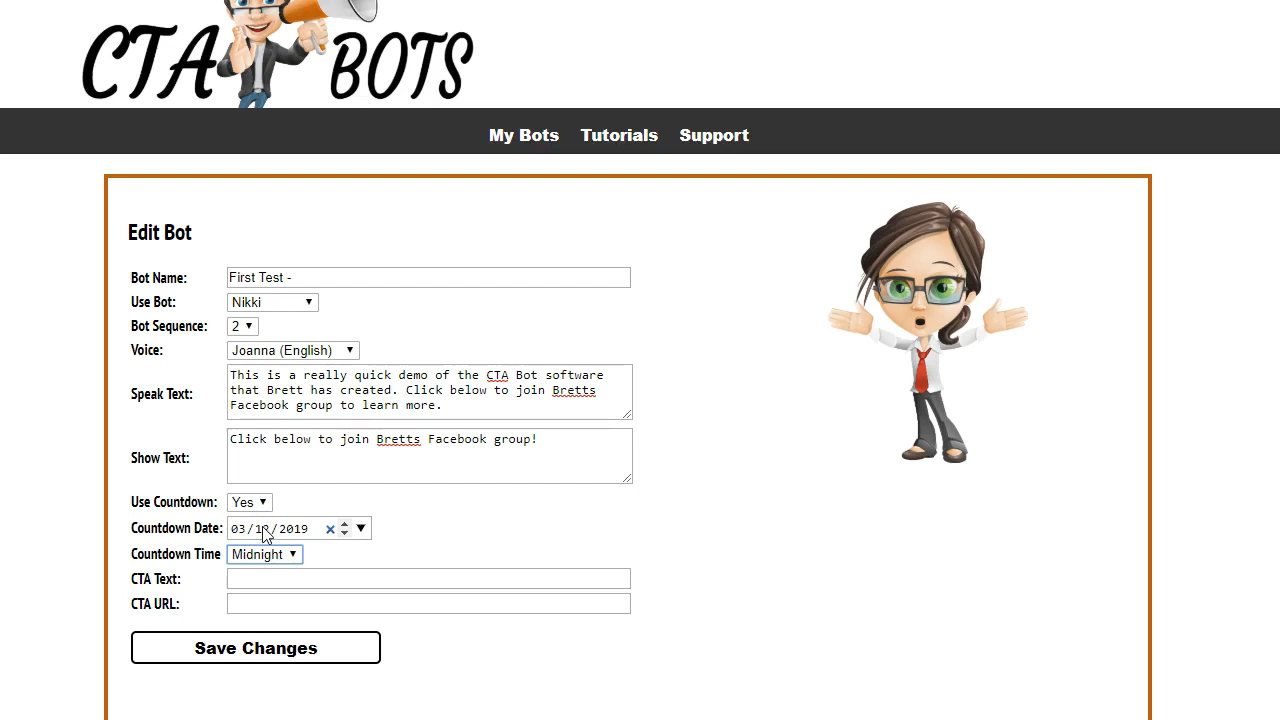 CTA BOTS
My Bots Tutorials Support
Edit Bot
Bot Name: First Test -
Use Bot: Nikki
Bot Sequence: 2
Voice: Joanna (English)
Speak Text: This is a really quick demo of the CTA Bot software
that Brett has created. Click below to join Bretts
Facebook group to learn more.
Show Text: Click below to join Bretts Facebook group!
Use Countdown: Yes
Countdown Date:
Countdown Time Midnight
CTA Text:
CTA URL:
Save Changes